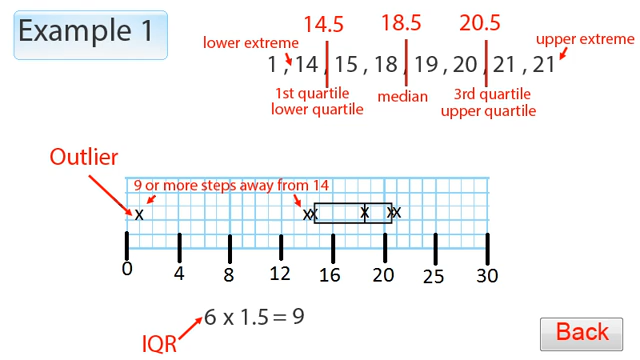 Example 1
14.5 18.5 20.5
lower extreme upper extreme
1 , 14 , 15 , 18 , 19 , 20 , 21 , 21
1st quartile median 3rd quartile
lower quartile upper quartile
Outlier
9 or more steps away from 14
x x x x x x
0 4 8 12 16 20 25 30
6 x 1.5 = 9
IQR
Back